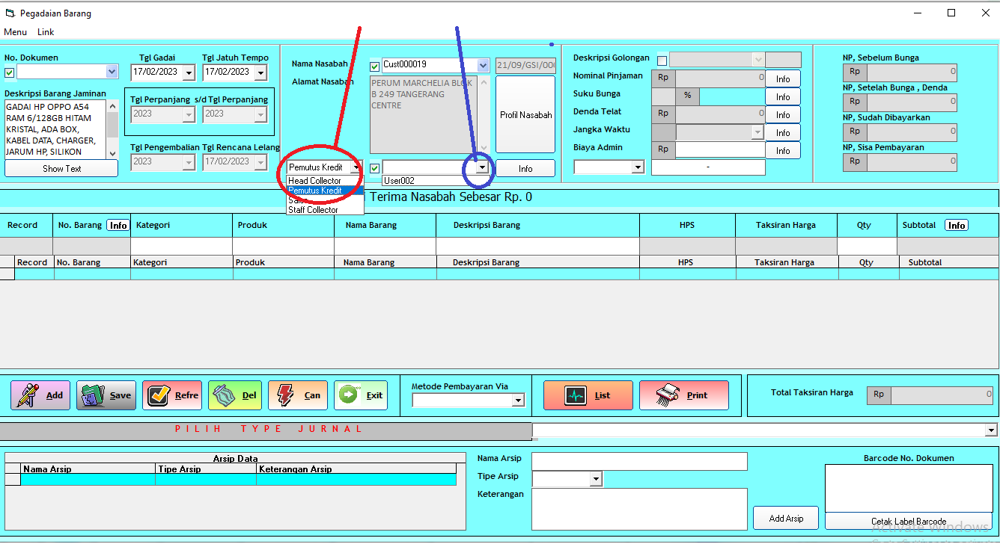 Pegadaian Barang
Menu Link
No. Dokumen
Tgl Gadai
Tgl Jatuh Tempo
17/02/2023
17/02/2023
Deskripsi Barang Jaminan
GADAI HP OPPO A54
RAM 6/128GB HITAM
KRISTAL, ADA BOX,
KABEL DATA, CHARGER,
JARUM HP, SILIKON
Show Text
Tgl Perpanjang s/d Tgl Perpanjang
2023
2023
Tgl Pengembalian Tgl Rencana Lelang
2023
17/02/2023
Nama Nasabah
Cust000019
21/09/GSI/00
Alamat Nasabah
PERUM MARCHELIA BLOK
B 249 TANGERANG
CENTRE
Profil Nasabah
Pemutus Kredit
Head Collector
Pemutus Kredit
Sales
Staff Collector
User002
Info
Deskripsi Golongan
Nominal Pinjaman
Rp
0
Info
Suku Bunga
%
Info
Denda Telat
Rp
0
Info
Jangka Waktu
Info
Biaya Admin
Rp
Info
-
NP, Sebelum Bunga
Rp
0
NP, Setelah Bunga , Denda
Rp
0
NP, Sudah Dibayarkan
Rp
0
NP, Sisa Pembayaran
Rp
0
Terima Nasabah Sebesar Rp. 0
Record No. Barang Info Kategori Produk Nama Barang Deskripsi Barang HPS Taksiran Harga Qty Subtotal Info
Record No. Barang Kategori Produk Nama Barang Deskripsi Barang HPS Taksiran Harga Qty Subtotal
Add
Save
Refre
Del
Can
Exit
Metode Pembayaran Via
List
Print
Total Taksiran Harga
Rp
0
PILIH TYPE JURNAL
Arsip Data
Nama Arsip Tipe Arsip Keterangan Arsip
Nama Arsip
Tipe Arsip
Keterangan
Add Arsip
Barcode No. Dokumen
Cetak Label Barcode
Activate Windows